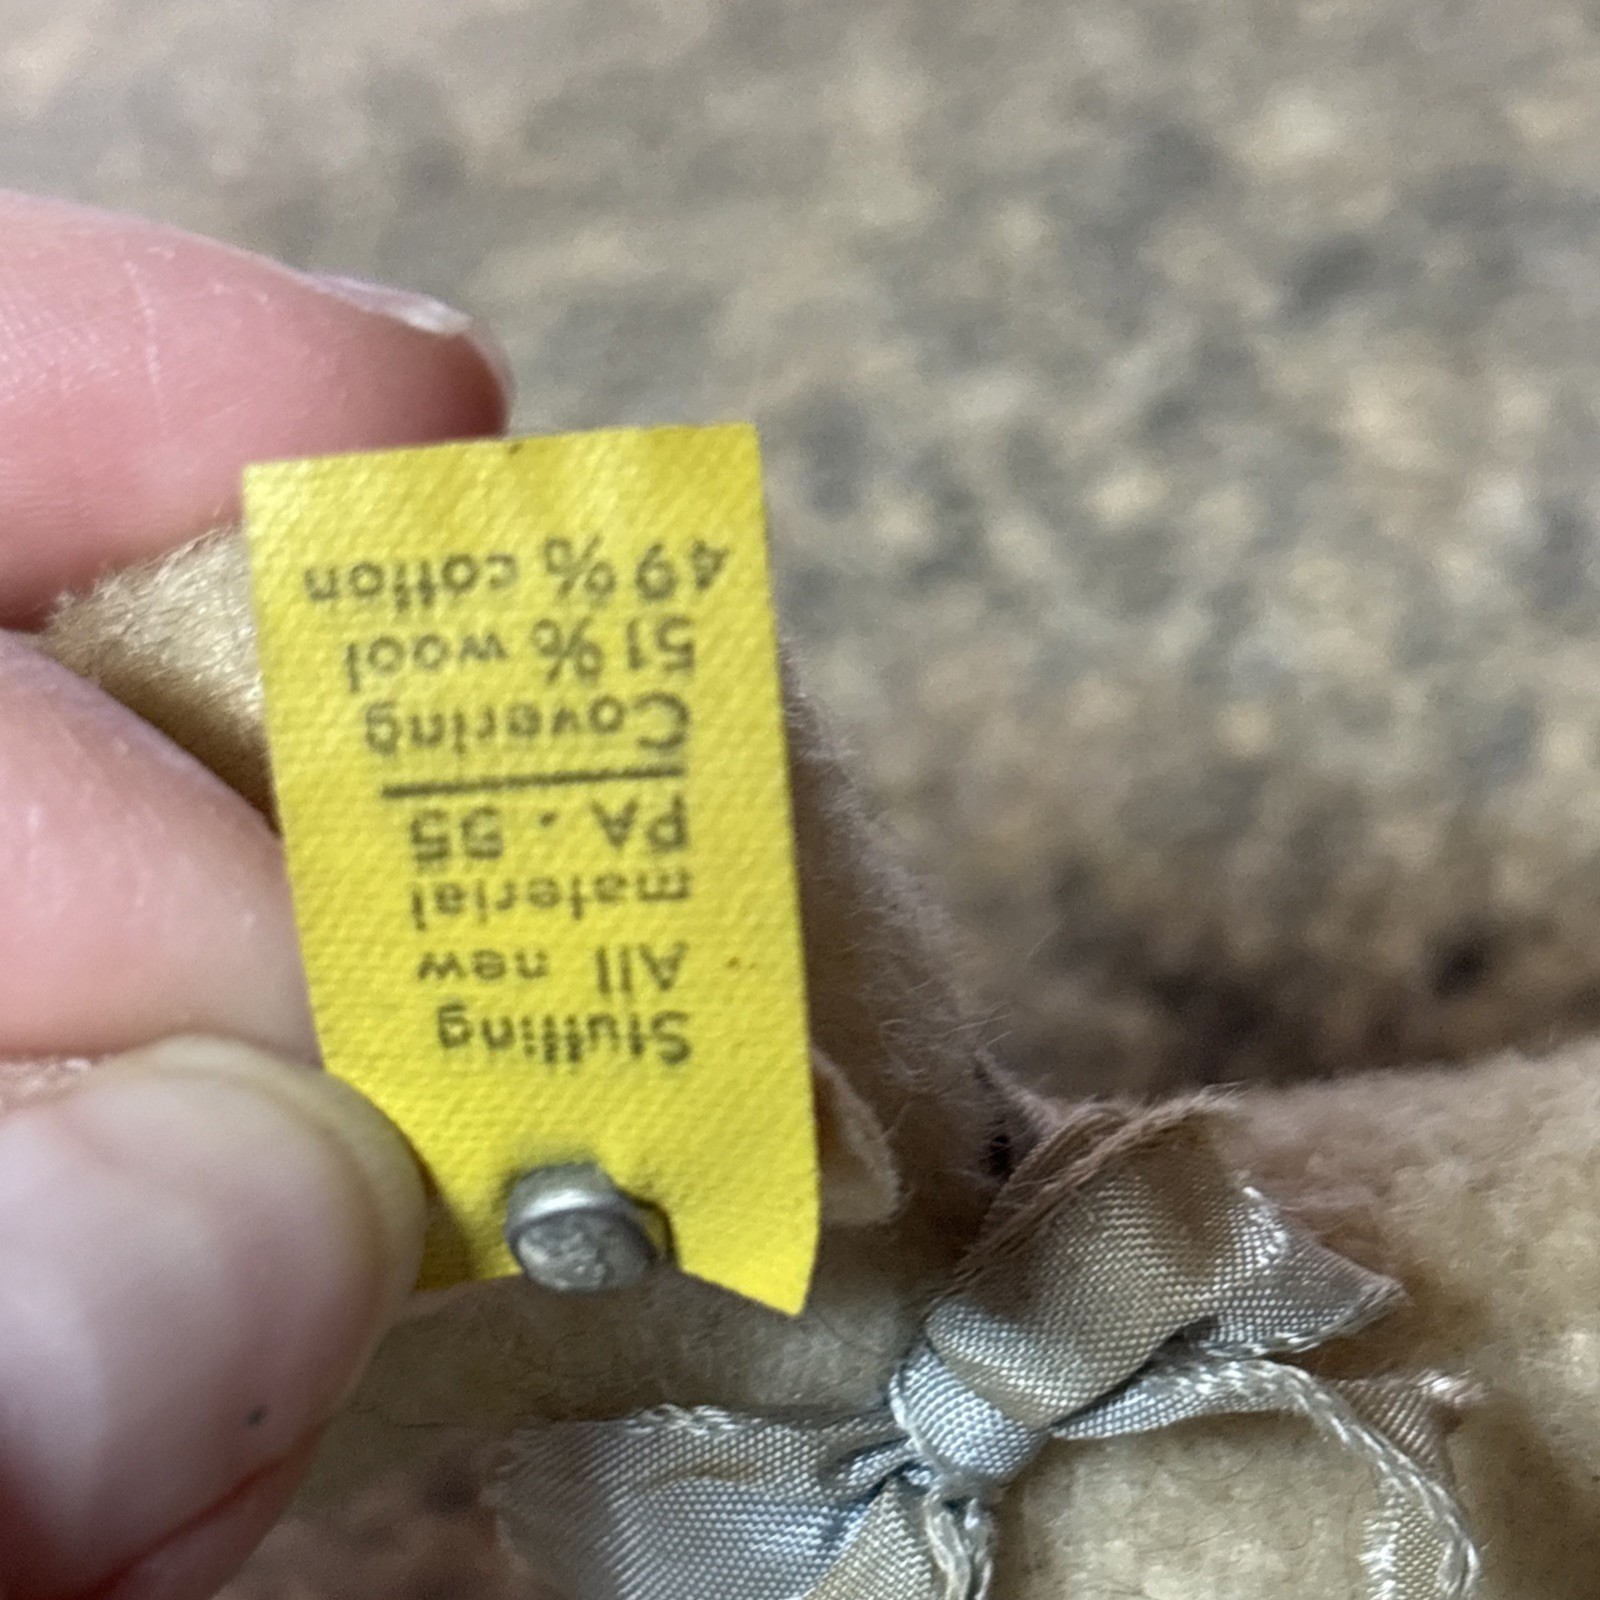 Stuffing
All new
material
PA. 55
Covering
51% wool
49% cotton